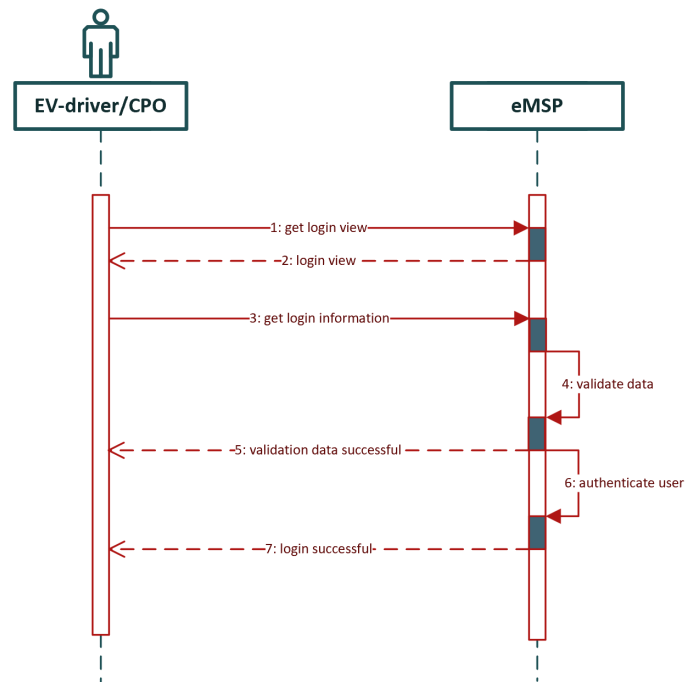 EV-driver/CPO
eMSP
1: get login view
2: login view
3: get login information
4: validate data
5: validation data successful
6: authenticate user
7: login successful